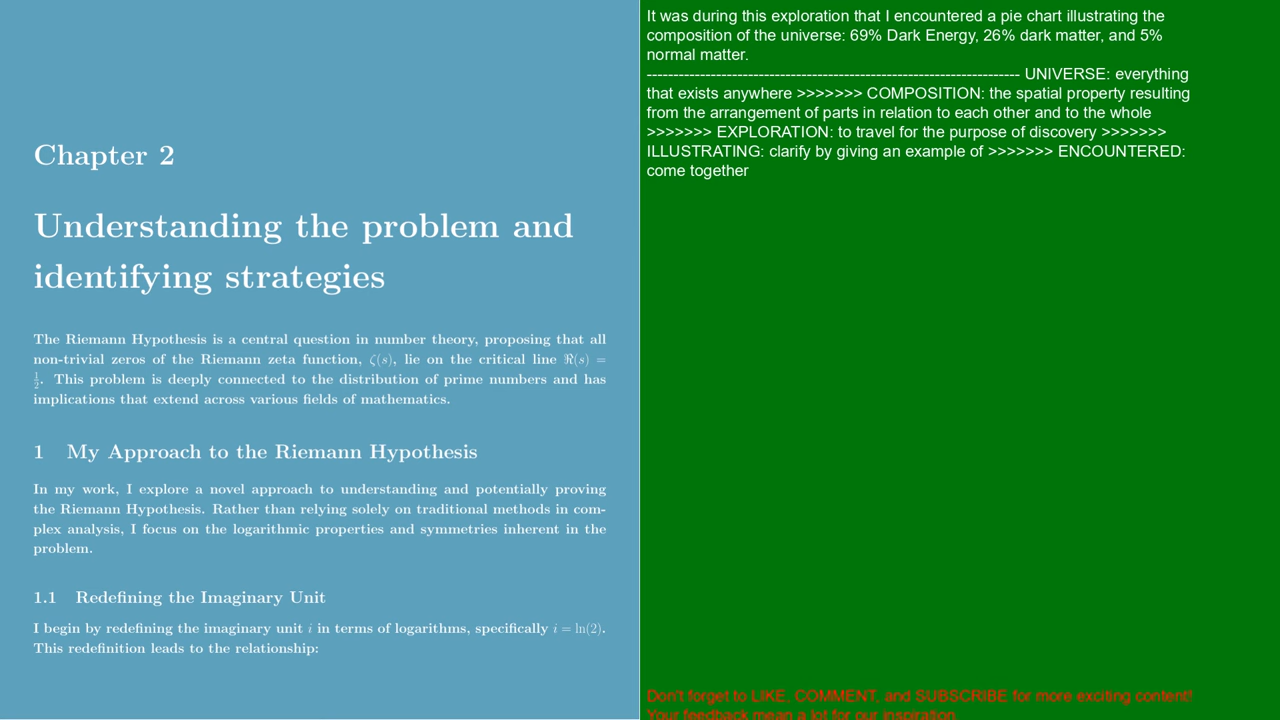 Chapter 2
Understanding the problem and
identifying strategies
The Riemann Hypothesis is a central question in number theory, proposing that all
non-trivial zeros of the Riemann zeta function, ζ(s), lie on the critical line ℜ(s) =
1/2. This problem is deeply connected to the distribution of prime numbers and has
implications that extend across various fields of mathematics.
1 My Approach to the Riemann Hypothesis
In my work, I explore a novel approach to understanding and potentially proving
the Riemann Hypothesis. Rather than relying solely on traditional methods in com-
plex analysis, I focus on the logarithmic properties and symmetries inherent in the
problem.
1.1 Redefining the Imaginary Unit
I begin by redefining the imaginary unit i in terms of logarithms, specifically i = ln(2).
This redefinition leads to the relationship:
It was during this exploration that I encountered a pie chart illustrating the
composition of the universe: 69% Dark Energy, 26% dark matter, and 5%
normal matter.
---------------------------------------------------------------------- UNIVERSE: everything
that exists anywhere >>>>>>> COMPOSITION: the spatial property resulting
from the arrangement of parts in relation to each other and to the whole
>>>>>>> EXPLORATION: to travel for the purpose of discovery >>>>>>>
ILLUSTRATING: clarify by giving an example of >>>>>>> ENCOUNTERED:
come together
Don't forget to LIKE, COMMENT, and SUBSCRIBE for more exciting content!
Your feedback mean a lot for our inspiration